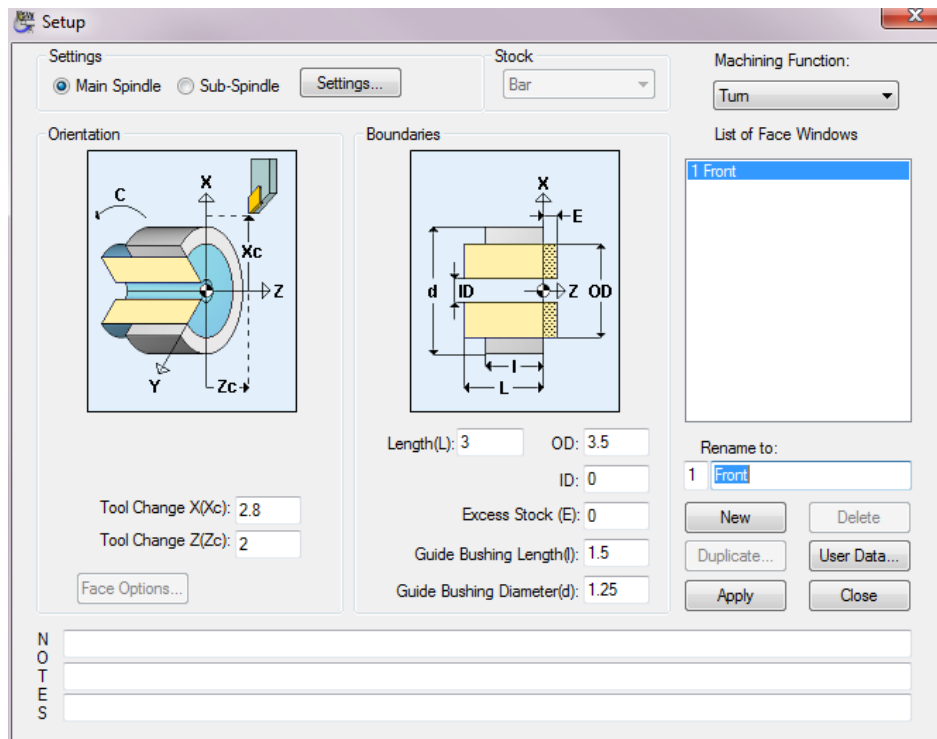 Setup
X
Settings
Main Spindle Sub-Spindle Settings...
Stock
Bar
Machining Function:
Turn
Orientation
C X Xc Z Y Zc
Boundaries
X E d ID Z OD I L
List of Face Windows
1 Front
Length(L): 3 OD: 3.5
ID: 0
Excess Stock (E): 0
Guide Bushing Length(l): 1.5
Guide Bushing Diameter(d): 1.25
Tool Change X(Xc): 2.8
Tool Change Z(Zc): 2
Face Options...
Rename to:
1 Front
New Delete
Duplicate... User Data...
Apply Close
NOTES